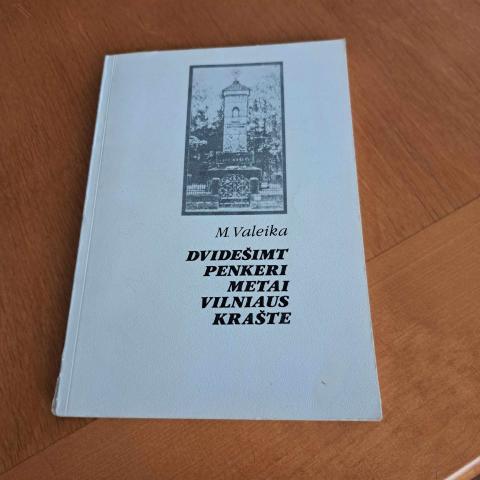 M. Valeika
DVIDEŠIMT
PENKERI
METAI
VILNIAUS
KRAŠTE